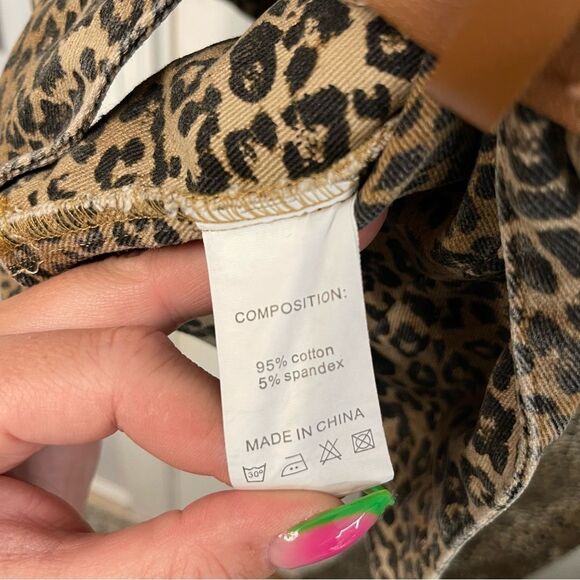 COMPOSITION:
95% cotton
5% spandex
MADE IN CHINA
30°